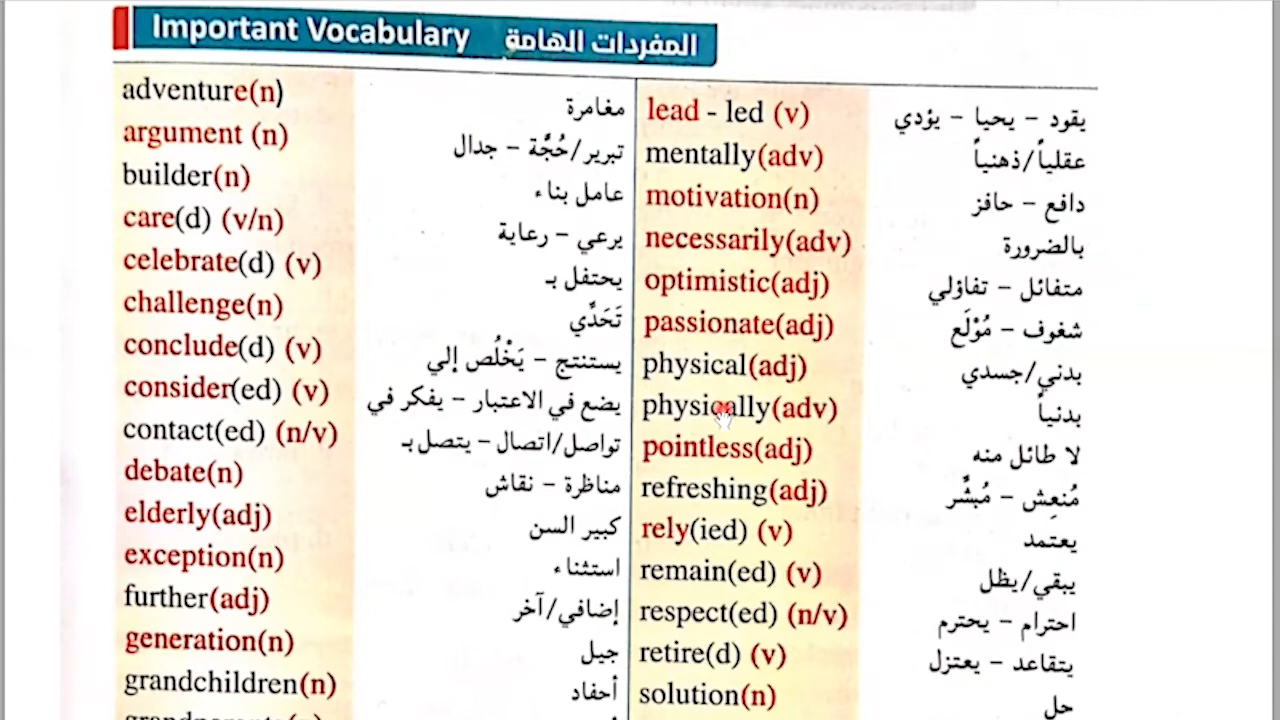 Important Vocabulary المفردات الهامة
adventure(n) مغامرة
argument (n) تبرير/حُجَّة – جدال
builder(n) عامل بناء
care(d) (v/n) يرعي – رعاية
celebrate(d) (v) يحتفل بـ
challenge(n) تَحَدِّي
conclude(d) (v) يستنتج – يَخْلُص إلي
consider(ed) (v) يضع في الاعتبار – يفكر في
contact(ed) (n/v) تواصل/اتصال – يتصل بـ
debate(n) مناظرة – نقاش
elderly(adj) كبير السن
exception(n) استثناء
further(adj) إضافي/آخر
generation(n) جيل
grandchildren(n) أحفاد
lead - led (v) يقود – يحيا – يؤدي
mentally(adv) عقلياً/ذهنياً
motivation(n) دافع – حافز
necessarily(adv) بالضرورة
optimistic(adj) متفائل – تفاؤلي
passionate(adj) شغوف – مُوْلَع
physical(adj) بدني/جسدي
physically(adv) بدنياً
pointless(adj) لا طائل منه
refreshing(adj) مُنعِش – مُبشِّر
rely(ied) (v) يعتمد
remain(ed) (v) يبقي/يظل
respect(ed) (n/v) احترام – يحترم
retire(d) (v) يتقاعد – يعتزل
solution(n) حل